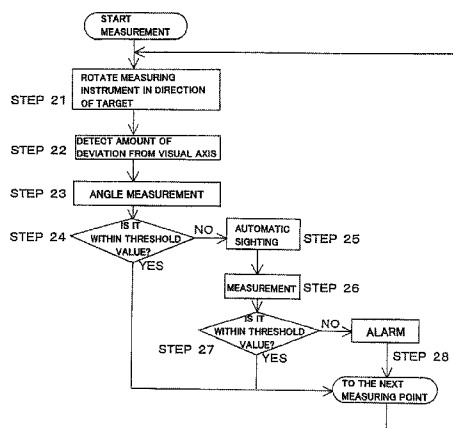 START
MEASUREMENT
ROTATE MEASURING
INSTRUMENT IN DIRECTION
OF TARGET
STEP 21
DETECT AMOUNT OF
DEVIATION FROM VISUAL AXIS
STEP 22
ANGLE MEASUREMENT
STEP 23
IS IT
WITHIN THRESHOLD
VALUE?
STEP 24
NO
YES
AUTOMATIC
SIGHTING
STEP 25
MEASUREMENT
STEP 26
IS IT
WITHIN THRESHOLD
VALUE?
STEP 27
NO
YES
ALARM
STEP 28
TO THE NEXT
MEASURING POINT